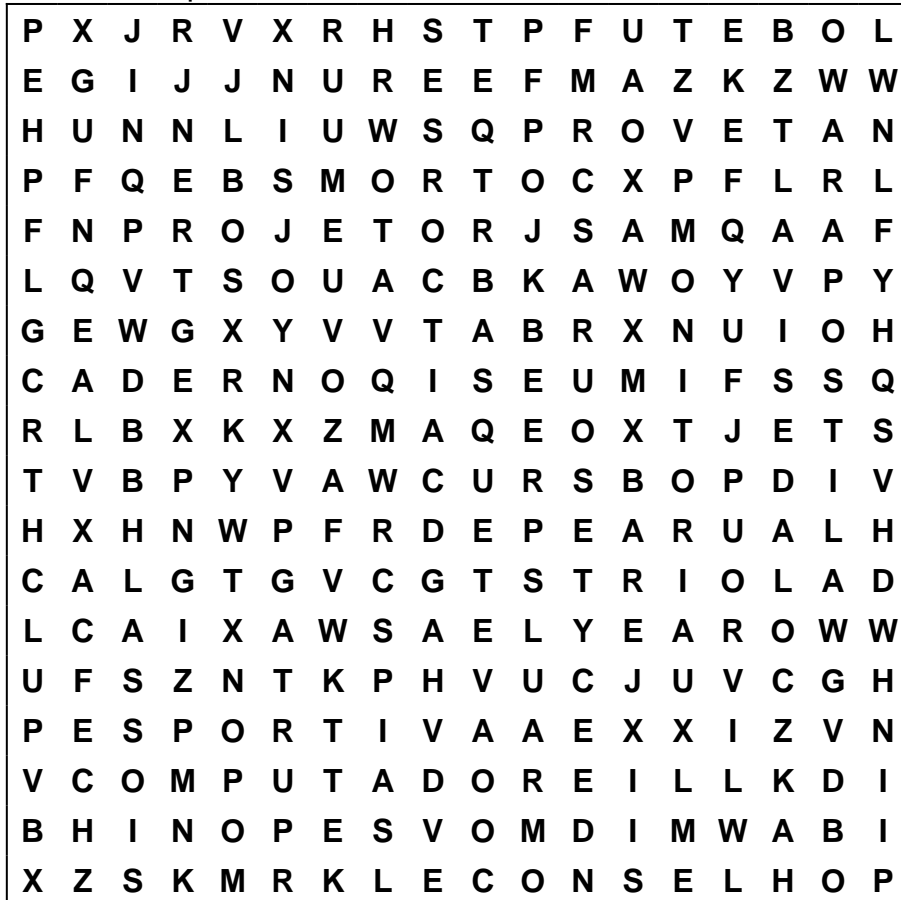 P X J R V X R H S T P F U T E B O L
E G I J J N U R E E F M A Z K Z W W
H U N N L I U W S Q P R O V E T A N
P F Q E B S M O R T O C X P F L R L
F N P R O J E T O R J S A M Q A A F
L Q V T S O U A C B K A W O Y V P Y
G E W G X Y V V T A B R X N U I O H
C A D E R N O Q I S E U M I F S S Q
R L B X K X Z M A Q E O X T J E T S
T V B P Y V A W C U R S B O P D I V
H X H N W P F R D E P E A R U A L H
C A L G T G V C G T S T R I O L A D
L C A I X A W S A E L Y E A R O W W
U F S Z N T K P H V U C J U V C G H
P E S P O R T I V A A E X X I Z V N
V C O M P U T A D O R E I L L K D I
B H I N O P E S V O M D I M W A B I
X Z S K M R K L E C O N S E L H O P